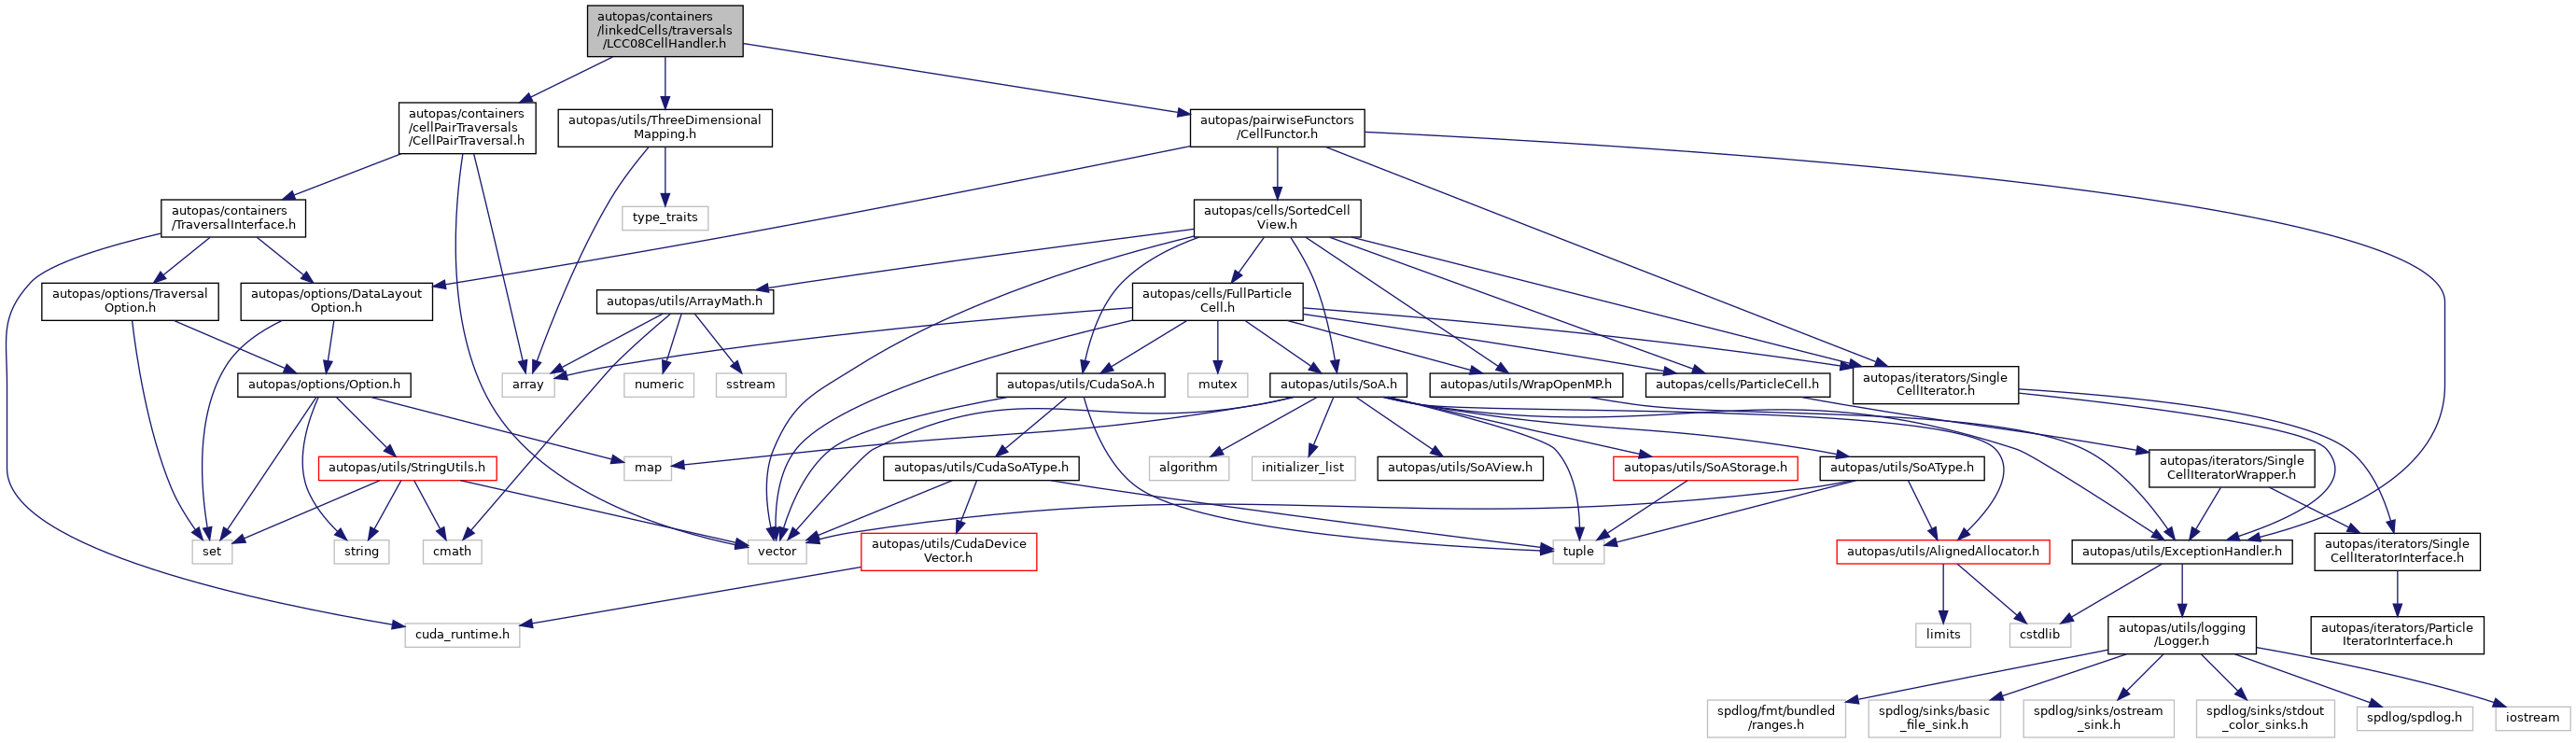 autopas/containers
/linkedCells/traversals
/LCC08CellHandler.h
autopas/containers
/cellPairTraversals
/CellPairTraversal.h
autopas/utils/ThreeDimensional
Mapping.h
autopas/pairwiseFunctors
/CellFunctor.h
autopas/containers
/TraversalInterface.h
type_traits
autopas/cells/SortedCell
View.h
autopas/options/Traversal
Option.h
autopas/options/DataLayout
Option.h
autopas/utils/ArrayMath.h
autopas/cells/FullParticle
Cell.h
autopas/options/Option.h
array
numeric
sstream
autopas/utils/CudaSoA.h
mutex
autopas/utils/SoA.h
autopas/utils/WrapOpenMP.h
autopas/cells/ParticleCell.h
autopas/iterators/Single
CellIterator.h
autopas/utils/StringUtils.h
map
autopas/utils/CudaSoAType.h
algorithm
initializer_list
autopas/utils/SoAView.h
autopas/utils/SoAStorage.h
autopas/utils/SoAType.h
autopas/iterators/Single
CellIteratorWrapper.h
set
string
cmath
vector
autopas/utils/CudaDevice
Vector.h
tuple
autopas/utils/AlignedAllocator.h
autopas/utils/ExceptionHandler.h
autopas/iterators/Single
CellIteratorInterface.h
cuda_runtime.h
limits
cstdlib
autopas/utils/logging
/Logger.h
autopas/iterators/Particle
IteratorInterface.h
spdlog/fmt/bundled
/ranges.h
spdlog/sinks/basic
_file_sink.h
spdlog/sinks/ostream
_sink.h
spdlog/sinks/stdout
_color_sinks.h
spdlog/spdlog.h
iostream